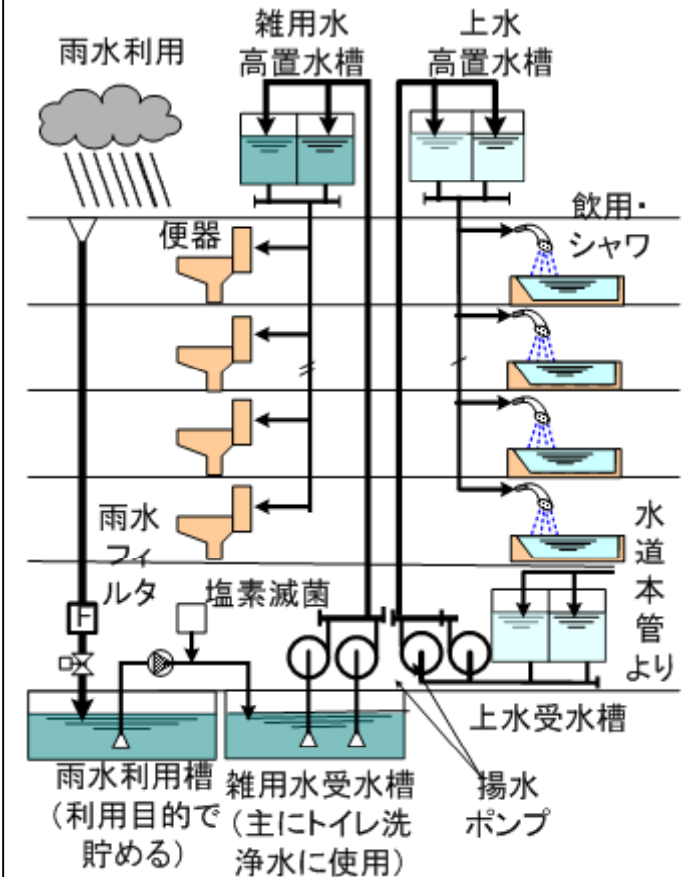 雨水利用
雑用水
高置水槽
上水
高置水槽
便器
飲用・
シャワ
雨水
フィ
ルタ
F
塩素滅菌
水
道
本
管
より
上水受水槽
雨水利用槽
(利用目的で
貯める)
雑用水受水槽
(主にトイレ洗
浄水に使用)
揚水
ポンプ